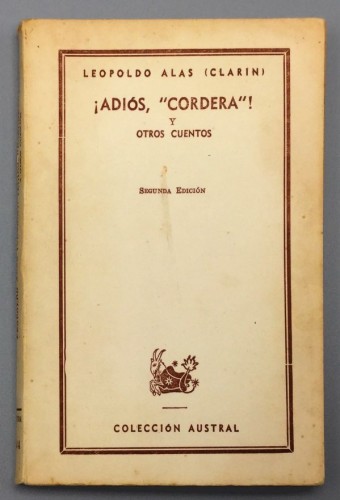 LEOPOLDO ALAS (CLARIN)
¡ADIÓS, "CORDERA"!
Y
OTROS CUENTOS
SEGUNDA EDICIÓN
COLECCIÓN AUSTRAL